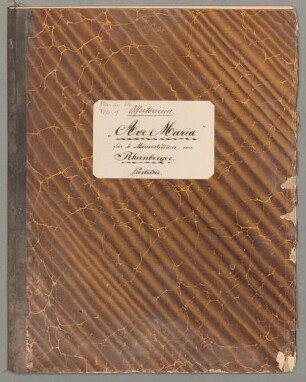 Offertorium
"Ave Maria"
für 4 Männerstimmen von
Rheinberger.
Partitur.